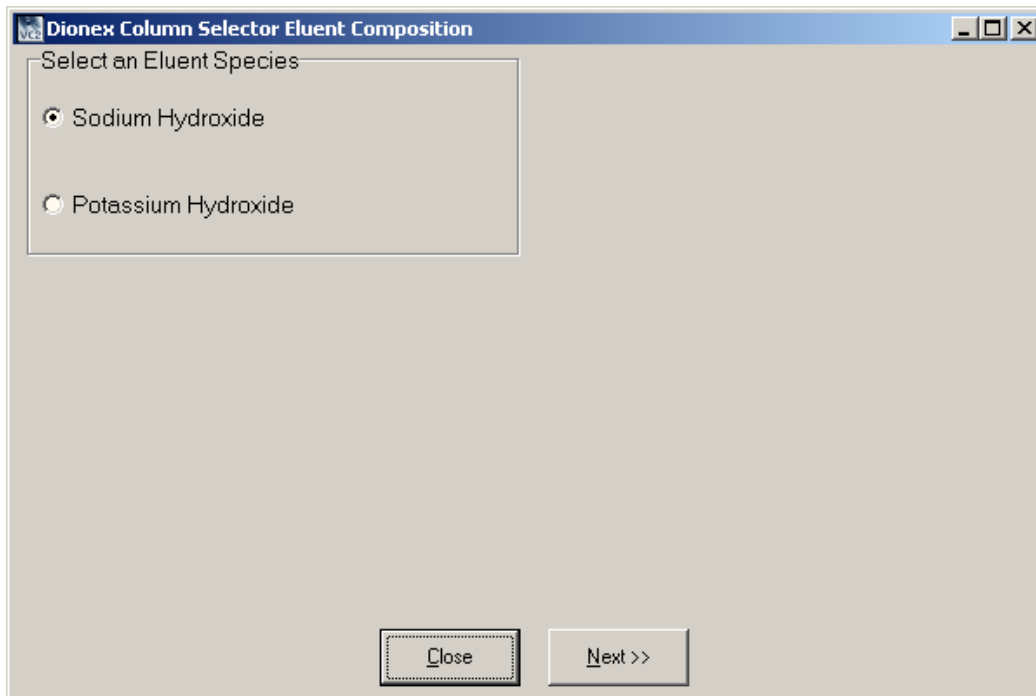 Dionex Column Selector Eluent Composition
Select an Eluent Species
Sodium Hydroxide
Potassium Hydroxide
Close
Next >>